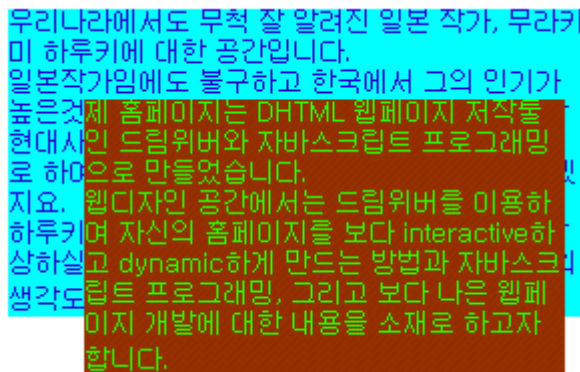 우리나라에서도 무척 잘 알려진 일본 작가, 무라키
미 하루키에 대한 공간입니다.
일본작가임에도 불구하고 한국에서 그의 인기가
높은것
현대사
로 하여
지요.
하루키
상하실
생각도
제 홈페이지는 DHTML 웹페이지 저작툴
인 드림위버와 자바스크립트 프로그래밍
으로 만들었습니다.
웹디자인 공간에서는 드림위버를 이용하
여 자신의 홈페이지를 보다 interactive하
고 dynamic하게 만드는 방법과 자바스크
립트 프로그래밍, 그리고 보다 나은 웹페
이지 개발에 대한 내용을 소재로 하고자
합니다.